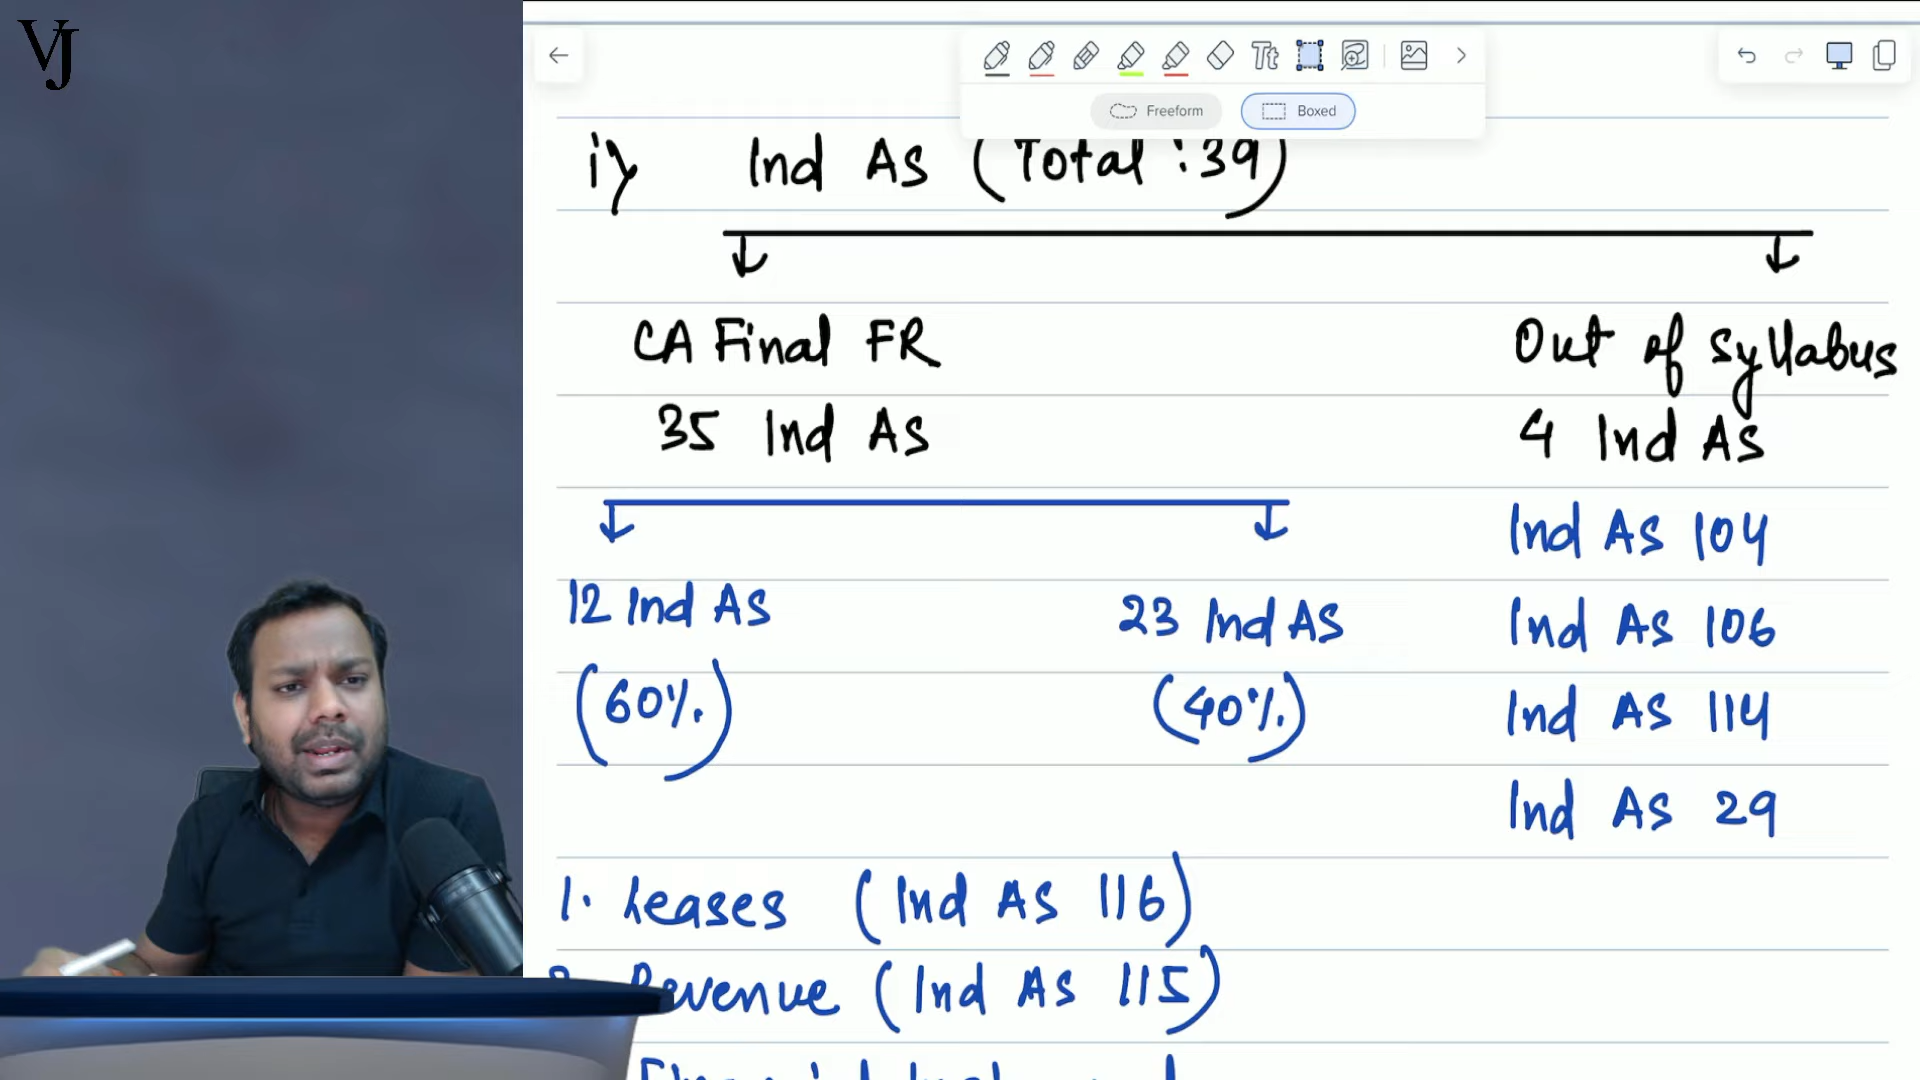 VJ
Freeform
Boxed
i) Ind AS (Total : 39)
CA Final FR
35 Ind AS
Out of syllabus
4 Ind AS
12 Ind AS
(60%)
23 Ind AS
(40%)
Ind AS 104
Ind AS 106
Ind AS 114
Ind AS 29
1. Leases (Ind AS 116)
Revenue (Ind AS 115)